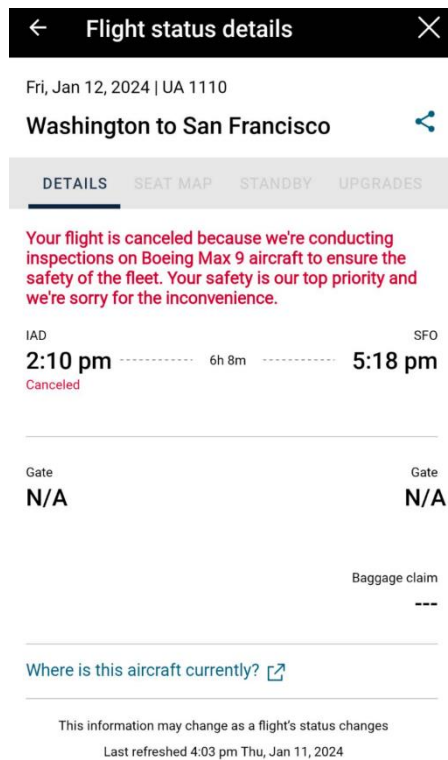 Flight status details
Fri, Jan 12, 2024 | UA 1110
Washington to San Francisco
DETAILS SEAT MAP STANDBY UPGRADES
Your flight is canceled because we're conducting
inspections on Boeing Max 9 aircraft to ensure the
safety of the fleet. Your safety is our top priority and
we're sorry for the inconvenience.
IAD SFO
2:10 pm 6h 8m 5:18 pm
Canceled
Gate Gate
N/A N/A
Baggage claim
---
Where is this aircraft currently?
This information may change as a flight's status changes
Last refreshed 4:03 pm Thu, Jan 11, 2024